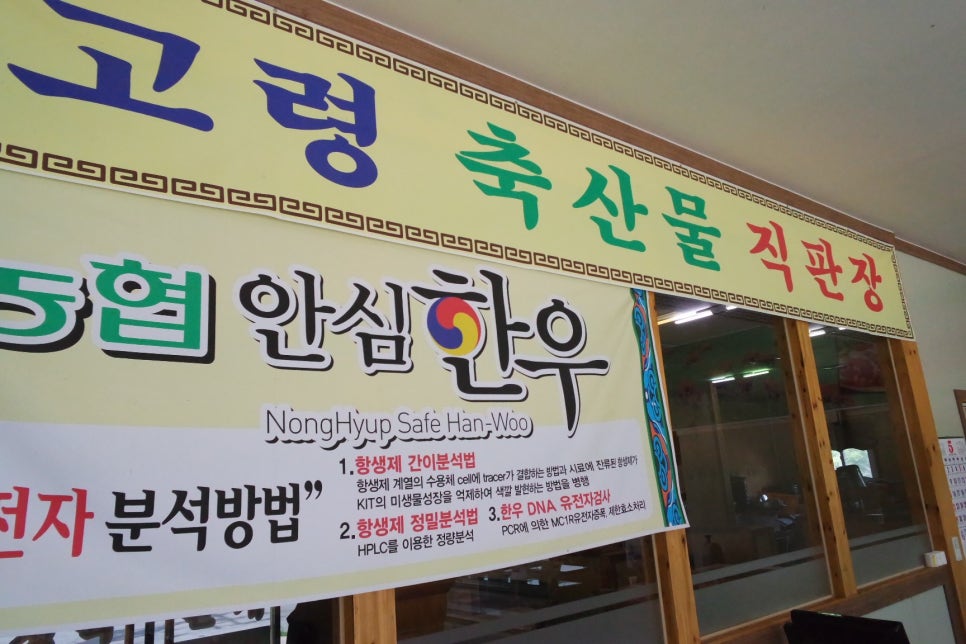 고령 축산물 직판장
농협 안심한우
NongHyup Safe Han-Woo
전자 분석방법”
1.항생제 간이분석법
항생제 계열의 수용체 cell에 tracer가 결합하는 방법과 시료에 잔류된 항생제가
KIT의 미생물성장을 억제하여 색깔 발현하는 방법을 병행
2.항생제 정밀분석법
HPLC를 이용한 정량분석
3.한우 DNA 유전자검사
PCR에 의한 MC1R유전자증폭, 제한효소처리
5